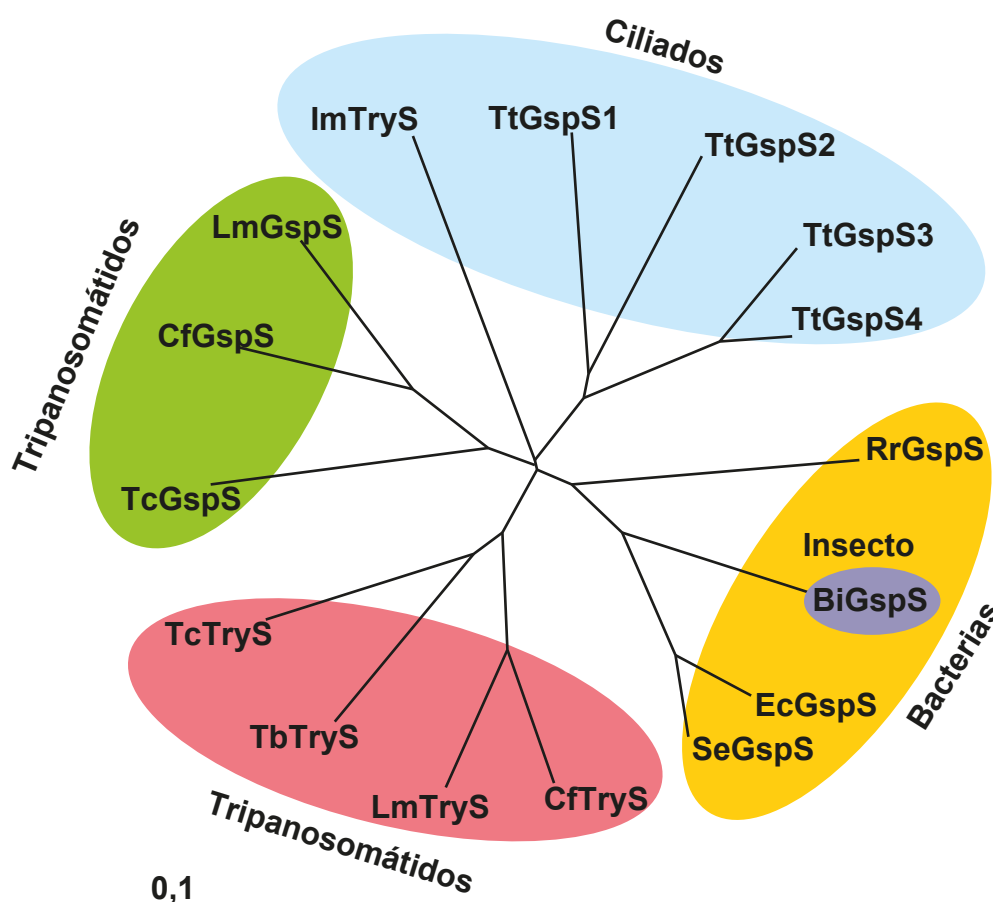 Ciliados
ImTryS
TtGspS1
TtGspS2
TtGspS3
TtGspS4
Tripanosomátidos
LmGspS
CfGspS
TcGspS
RrGspS
Insecto
BiGspS
EcGspS
SeGspS
Bacterias
TcTryS
TbTryS
LmTryS
CfTryS
Tripanosomátidos
0,1